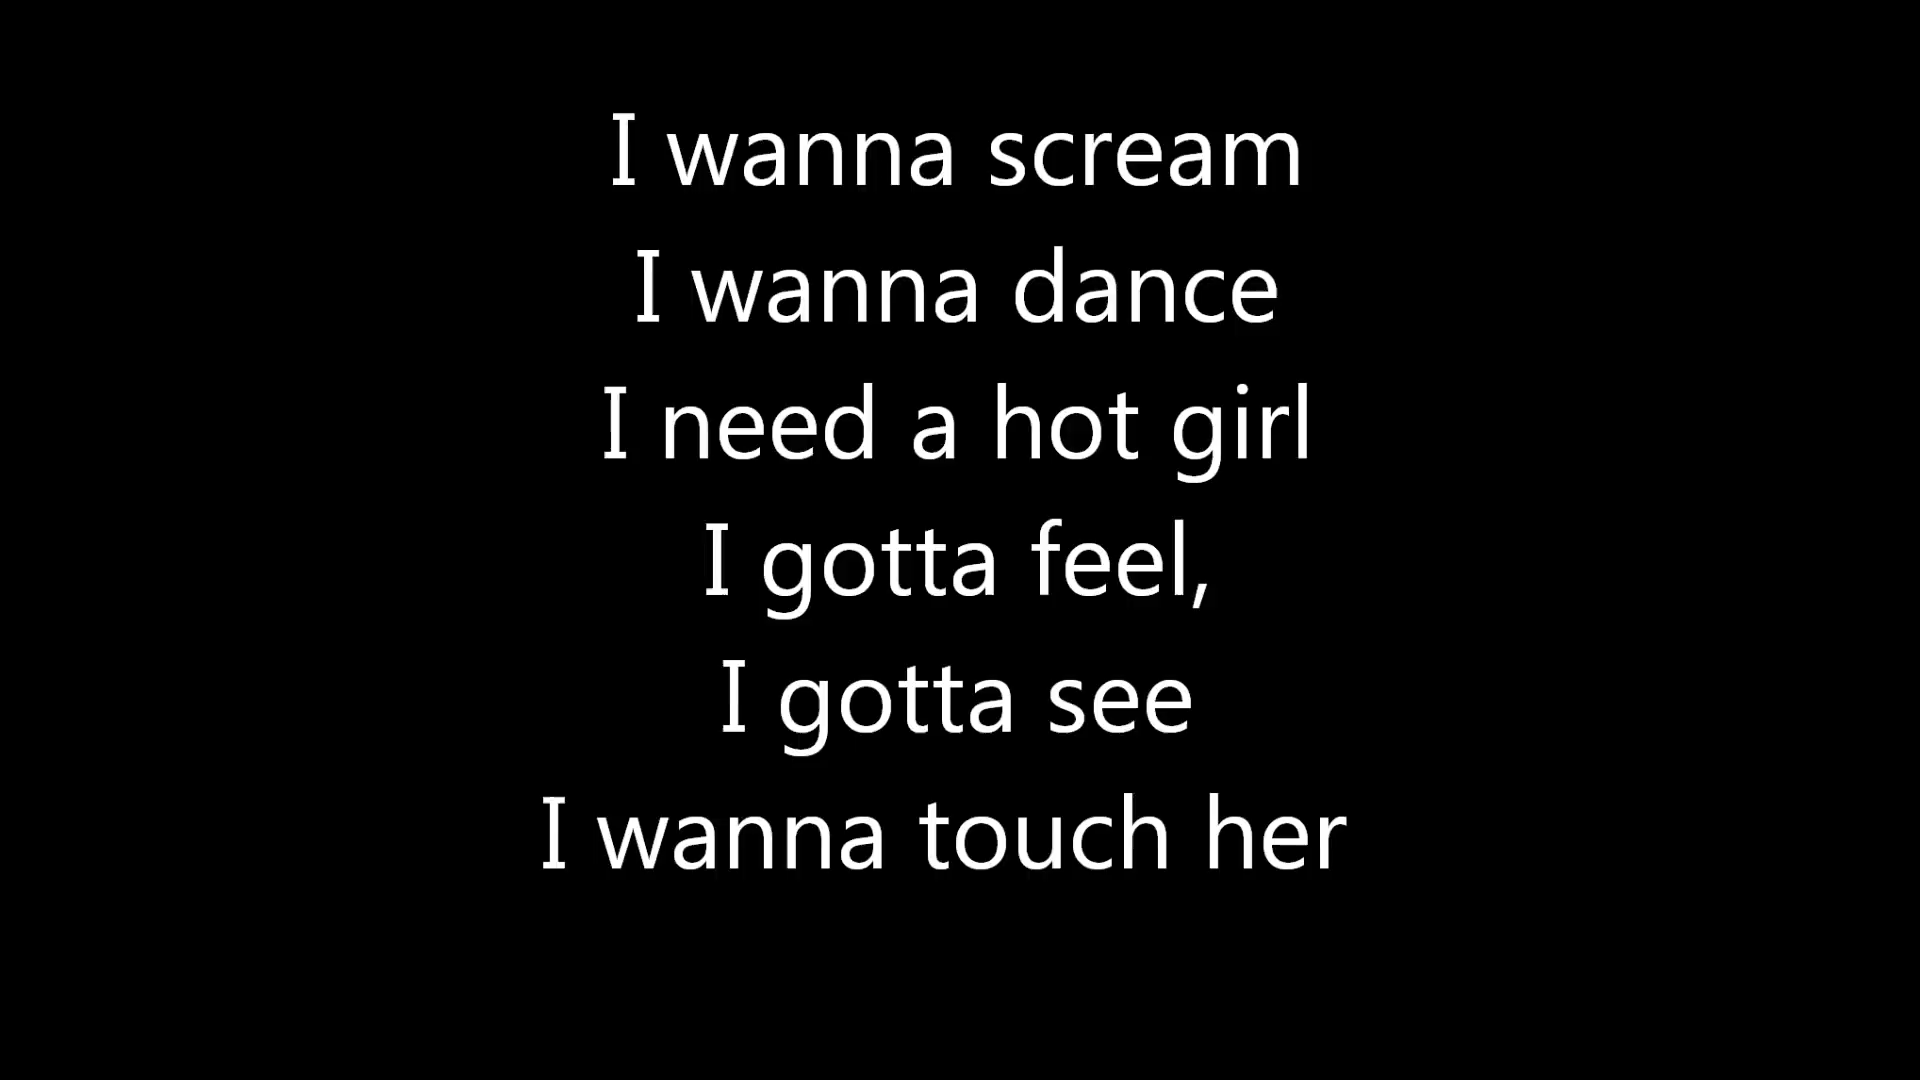 I wanna scream
I wanna dance
I need a hot girl
I gotta feel,
I gotta see
I wanna touch her